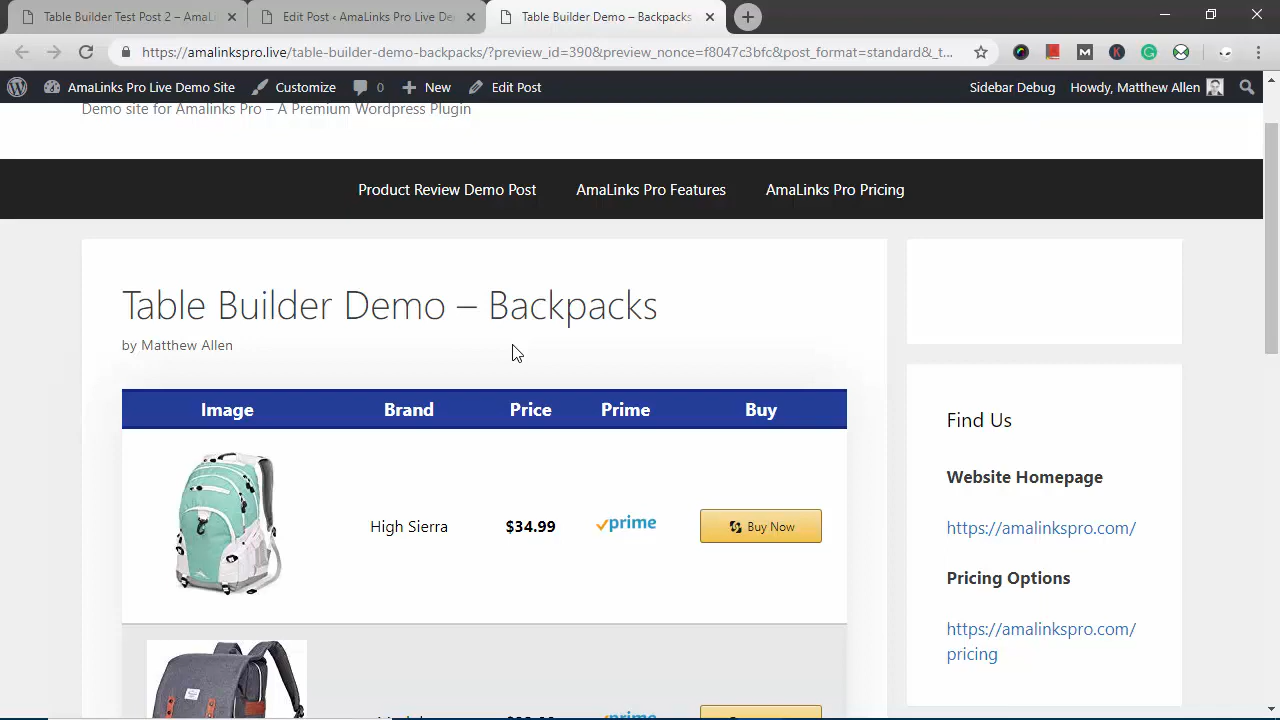 Table Builder Test Post 2 – AmaL
Edit Post ‹ AmaLinks Pro Live De
Table Builder Demo – Backpacks
https://amalinkspro.live/table-builder-demo-backpacks/?preview_id=390&preview_nonce=f8047c3bfc&post_format=standard&_t...
AmaLinks Pro Live Demo Site
Customize
0
New
Edit Post
Sidebar Debug
Howdy, Matthew Allen
Demo site for Amalinks Pro – A Premium Wordpress Plugin
Product Review Demo Post
AmaLinks Pro Features
AmaLinks Pro Pricing
Table Builder Demo – Backpacks
by Matthew Allen
Image Brand Price Prime Buy
High Sierra $34.99 prime Buy Now
prime
Find Us
Website Homepage
https://amalinkspro.com/
Pricing Options
https://amalinkspro.com/
pricing